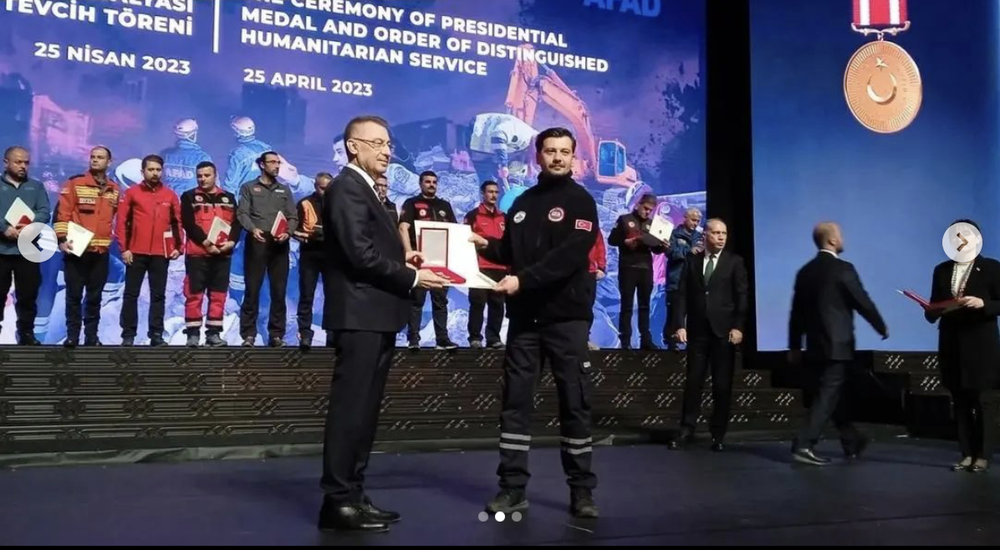 TEVCİH TÖRENİ
25 NİSAN 2023
CEREMONY OF PRESIDENTIAL
MEDAL AND ORDER OF DISTINGUISHED
HUMANITARIAN SERVICE
25 APRIL 2023
AFAD
AFAD